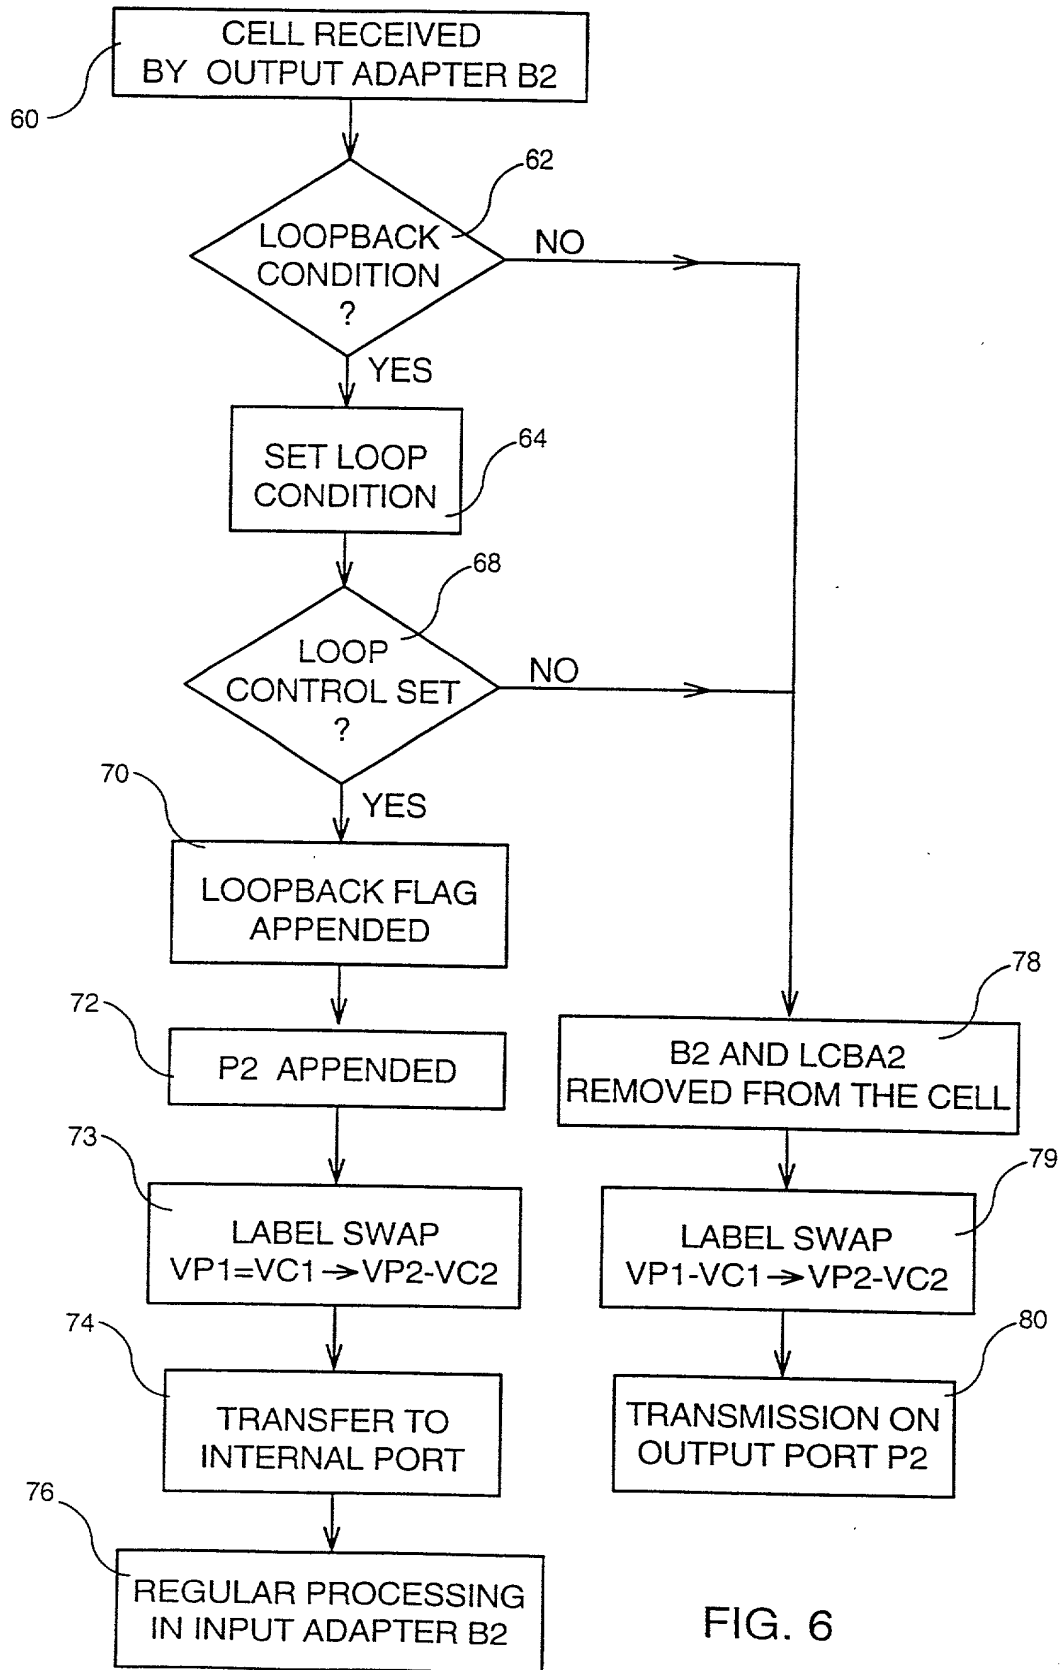 CELL RECEIVED
BY OUTPUT ADAPTER B2
60
62
LOOPBACK
CONDITION
?
NO
YES
64
SET LOOP
CONDITION
68
LOOP
CONTROL SET
?
NO
YES
70
LOOPBACK FLAG
APPENDED
72
P2 APPENDED
73
LABEL SWAP
VP1=VC1→VP2-VC2
74
TRANSFER TO
INTERNAL PORT
76
REGULAR PROCESSING
IN INPUT ADAPTER B2
78
B2 AND LCBA2
REMOVED FROM THE CELL
79
LABEL SWAP
VP1-VC1→VP2-VC2
80
TRANSMISSION ON
OUTPUT PORT P2
FIG. 6